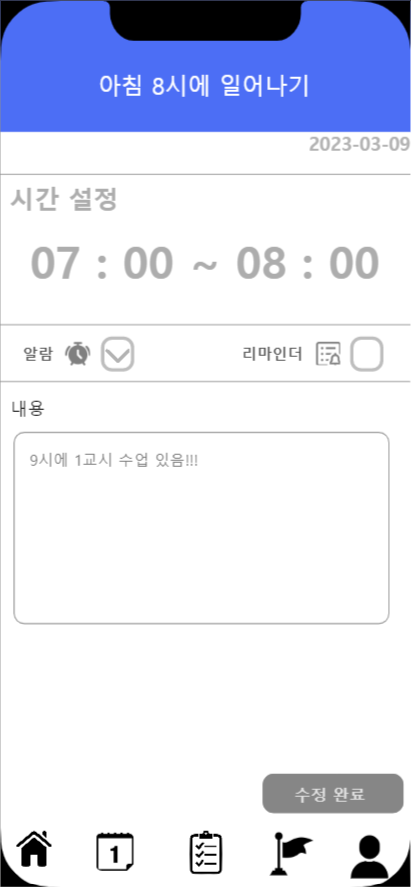 아침 8시에 일어나기
2023-03-09
시간 설정
07 : 00 ~ 08 : 00
알람 리마인더
내용
9시에 1교시 수업 있음!!!
수정 완료
1